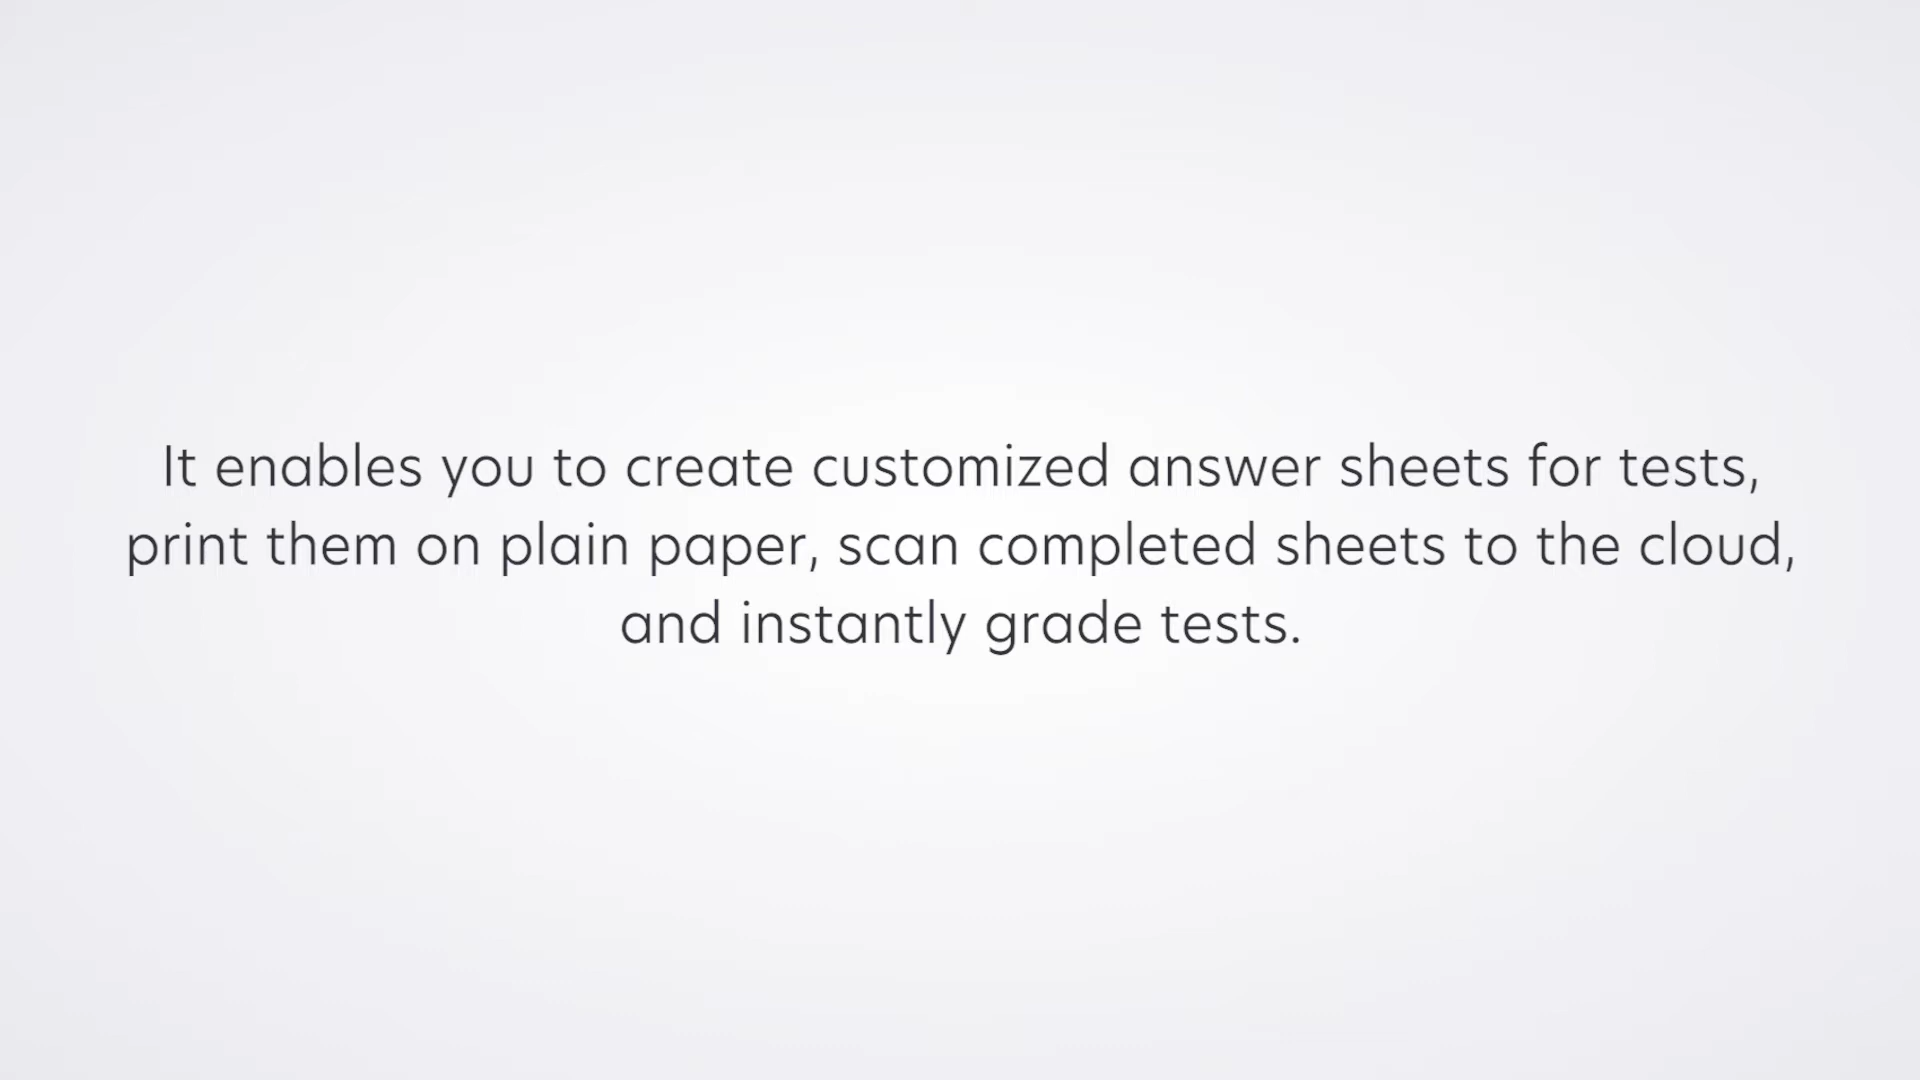 It enables you to create customized answer sheets for tests,
print them on plain paper, scan completed sheets to the cloud,
and instantly grade tests.